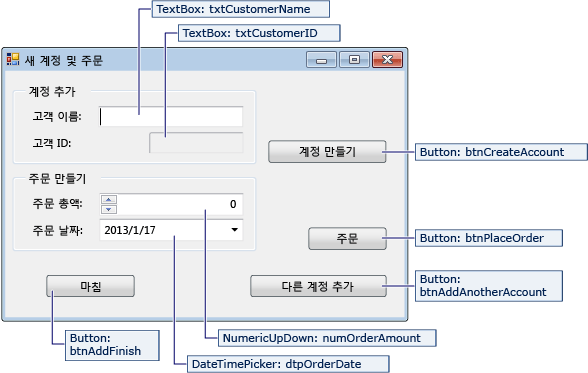 TextBox: txtCustomerName
TextBox: txtCustomerID
새 계정 및 주문
계정 추가
고객 이름:
고객 ID:
계정 만들기
Button: btnCreateAccount
주문 만들기
주문 총액:
0
주문 날짜:
2013/1/17
주문
Button: btnPlaceOrder
마침
다른 계정 추가
Button:
btnAddAnotherAccount
Button:
btnAddFinish
NumericUpDown: numOrderAmount
DateTimePicker: dtpOrderDate